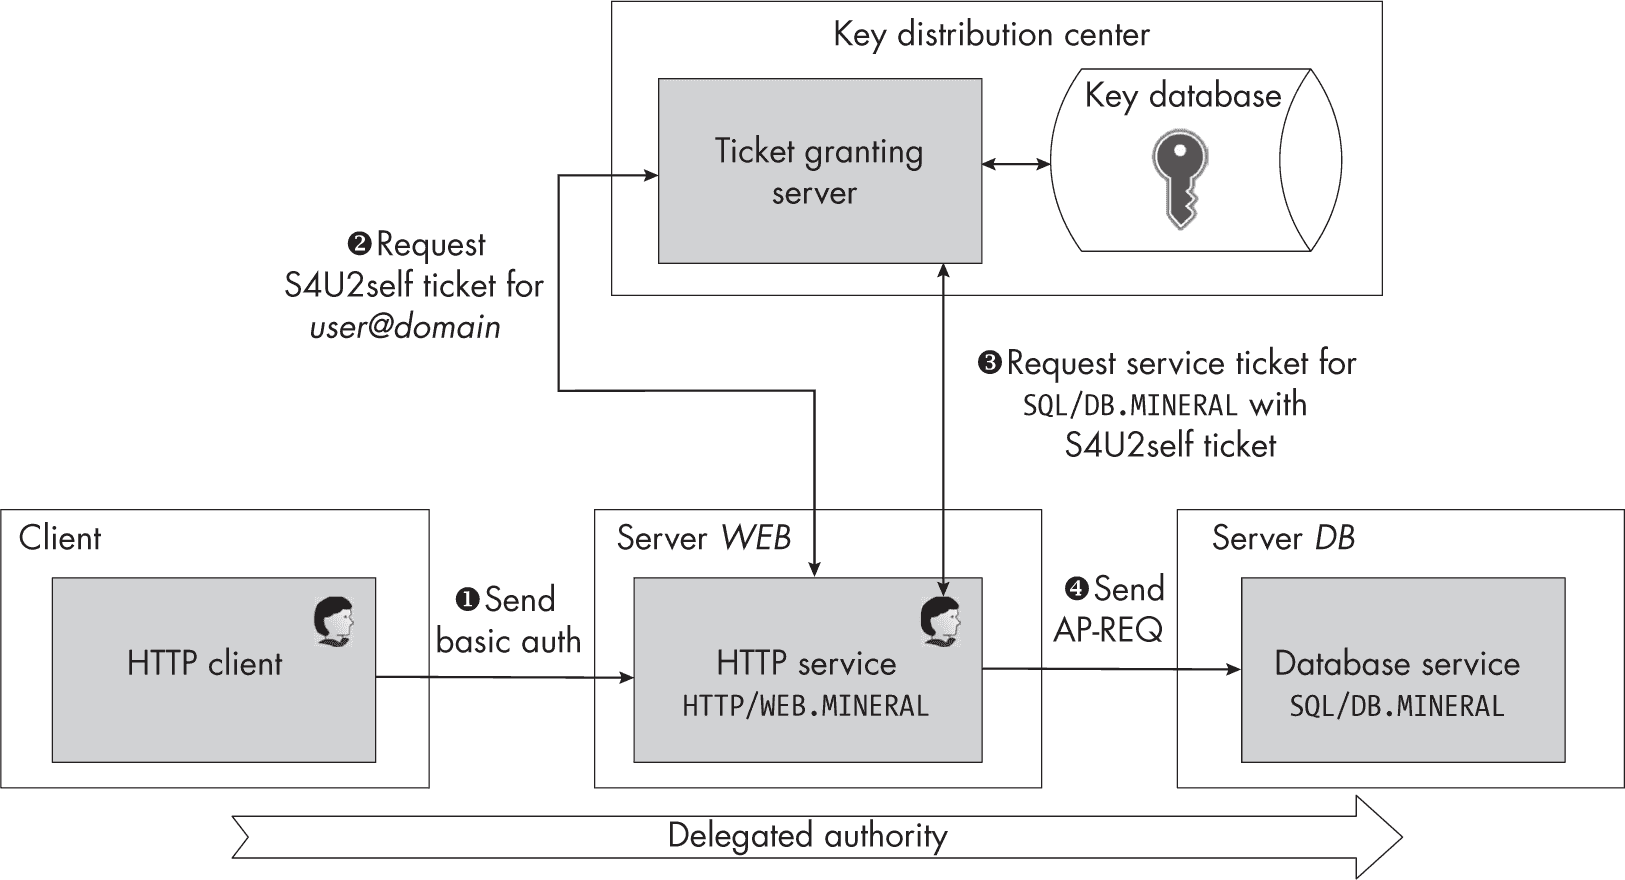 Key distribution center
Key database
Ticket granting
server
❷ Request
S4U2self ticket for
user@domain
❸ Request service ticket for
SQL/DB.MINERAL with
S4U2self ticket
Client
HTTP client
❶ Send
basic auth
Server WEB
HTTP service
HTTP/WEB.MINERAL
❹ Send
AP-REQ
Server DB
Database service
SQL/DB.MINERAL
Delegated authority